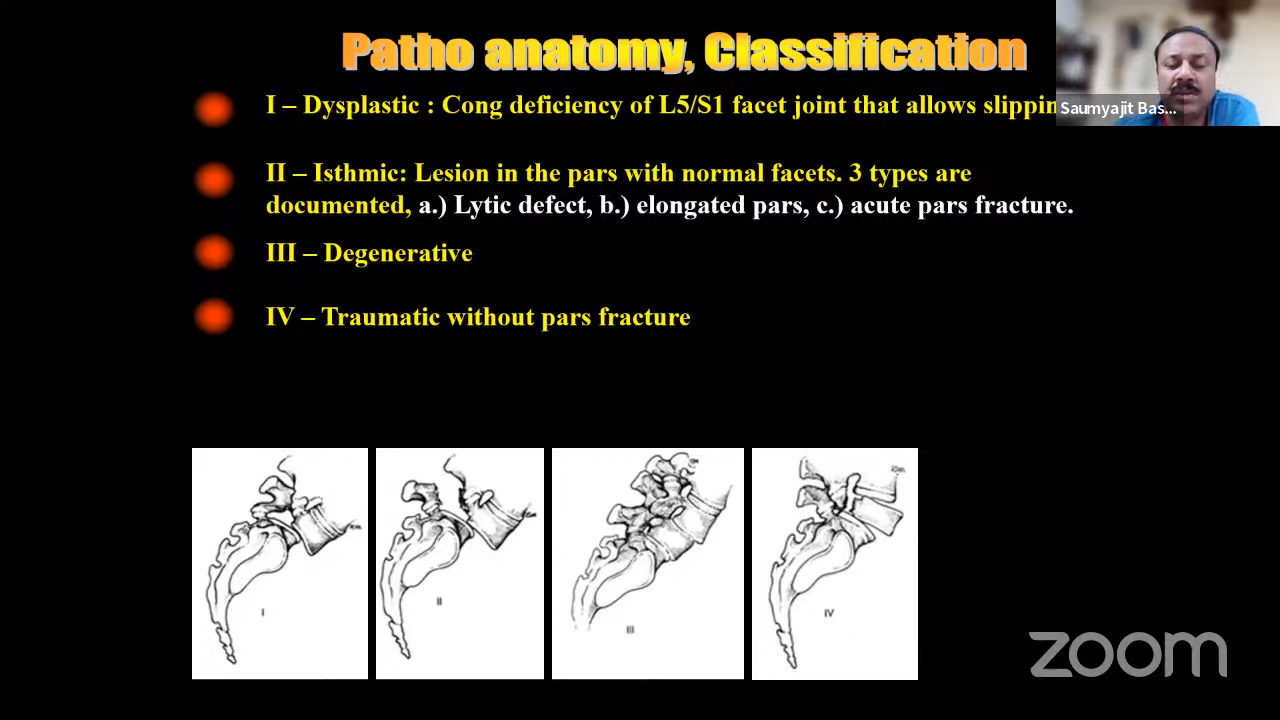 Patho anatomy, Classification
I – Dysplastic : Cong deficiency of L5/S1 facet joint that allows slippin
Saumyajit Bas...
II – Isthmic: Lesion in the pars with normal facets. 3 types are
documented, a.) Lytic defect, b.) elongated pars, c.) acute pars fracture.
III – Degenerative
IV – Traumatic without pars fracture
I
II
III
IV
zoom